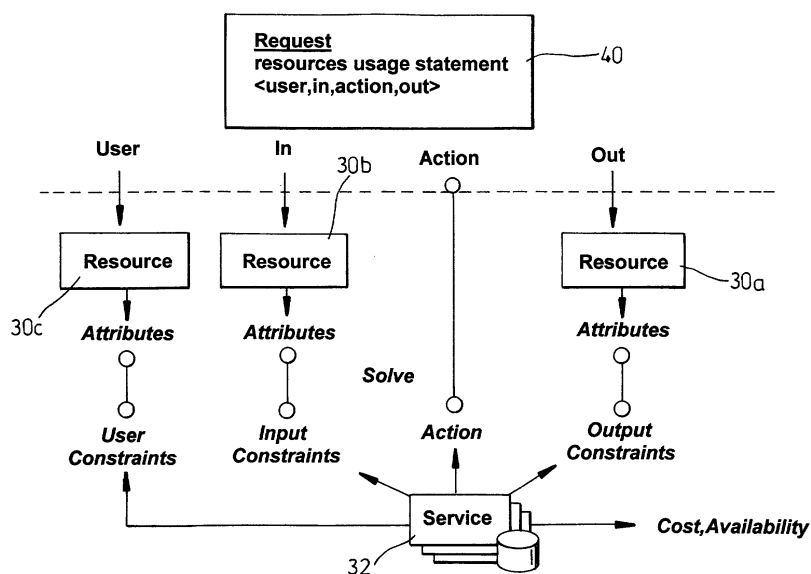 Request
resources usage statement
<user,in,action,out>
40
User
In
Action
Out
30b
Resource
Resource
Resource
30c
30a
Attributes
Attributes
Attributes
Solve
User
Constraints
Input
Constraints
Action
Output
Constraints
Service
Cost,Availability
32